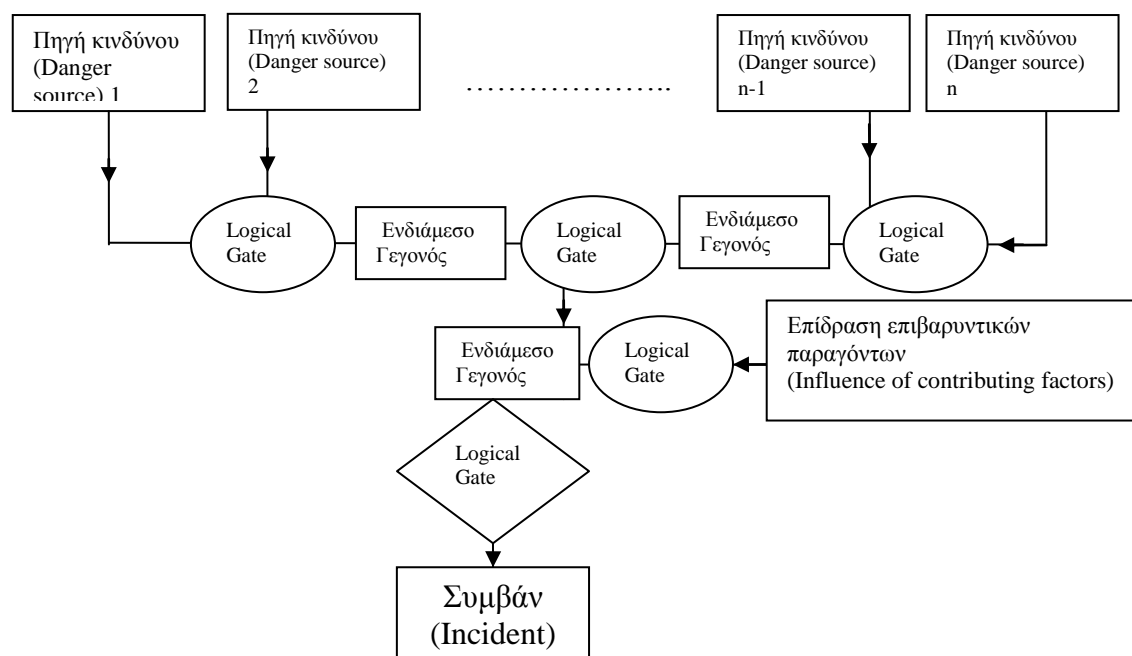 Πηγή κινδύνου
(Danger
source) 1
Πηγή κινδύνου
(Danger source)
2
...................
Πηγή κινδύνου
(Danger source)
n-1
Πηγή κινδύνου
(Danger source)
n
Logical
Gate
Ενδιάμεσο
Γεγονός
Logical
Gate
Ενδιάμεσο
Γεγονός
Logical
Gate
Ενδιάμεσο
Γεγονός
Logical
Gate
Επίδραση επιβαρυντικών
παραγόντων
(Influence of contributing factors)
Logical
Gate
Συμβάν
(Incident)